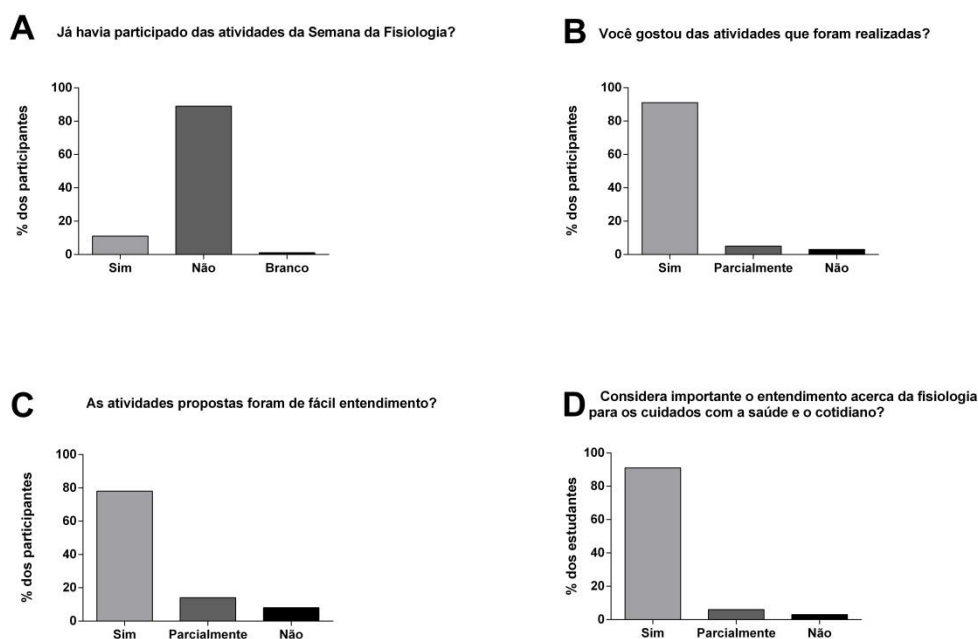 A
Já havia participado das atividades da Semana da Fisiologia?
% dos participantes
100
80
60
40
20
0
Sim Não Branco
B
Você gostou das atividades que foram realizadas?
% dos participantes
100
80
60
40
20
0
Sim Parcialmente Não
C
As atividades propostas foram de fácil entendimento?
% dos participantes
100
80
60
40
20
0
Sim Parcialmente Não
D
Considera importante o entendimento acerca da fisiologia
para os cuidados com a saúde e o cotidiano?
% dos estudantes
100
80
60
40
20
0
Sim Parcialmente Não